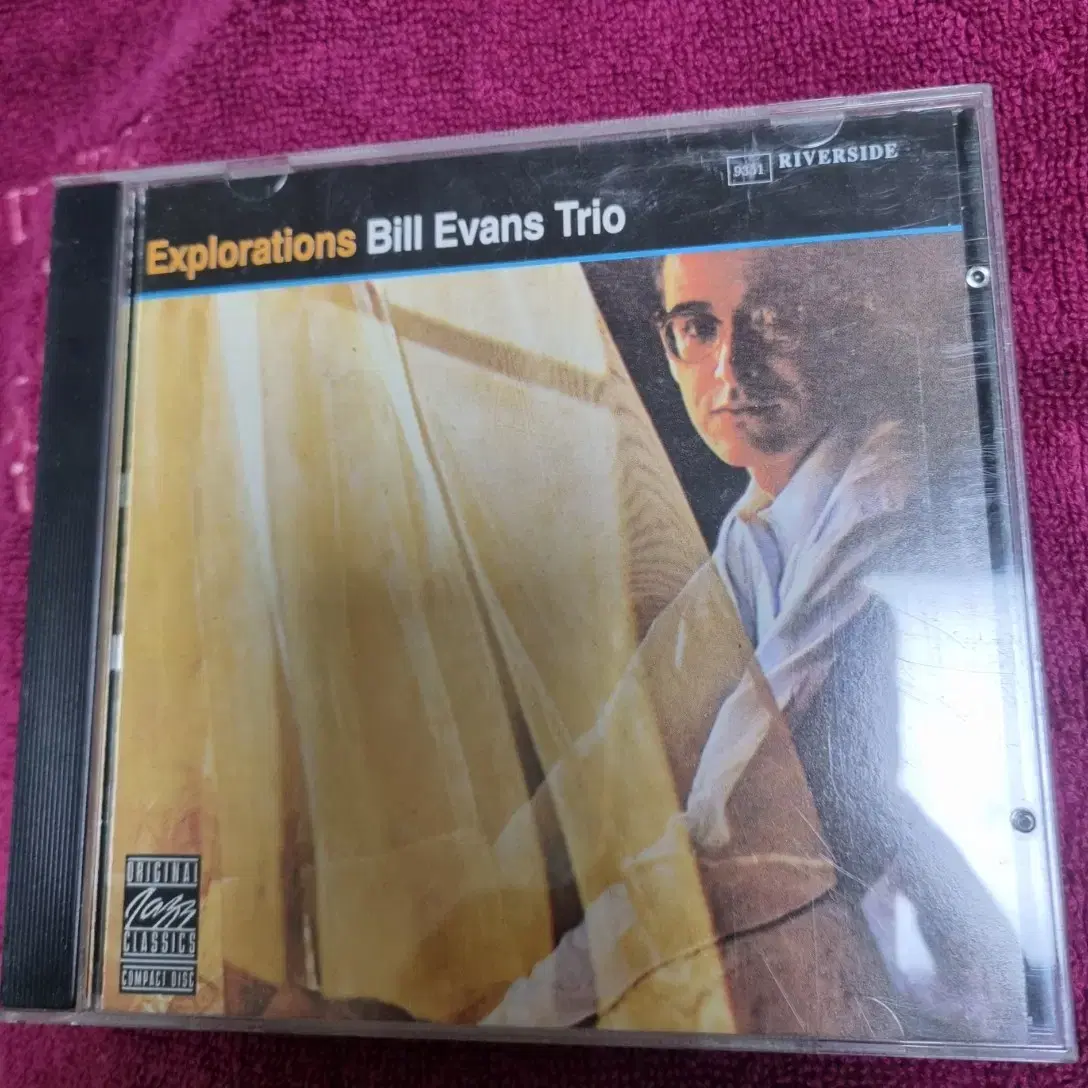 9351 RIVERSIDE
Explorations Bill Evans Trio
ORIGINAL
Jazz
CLASSICS
COMPACT DISC